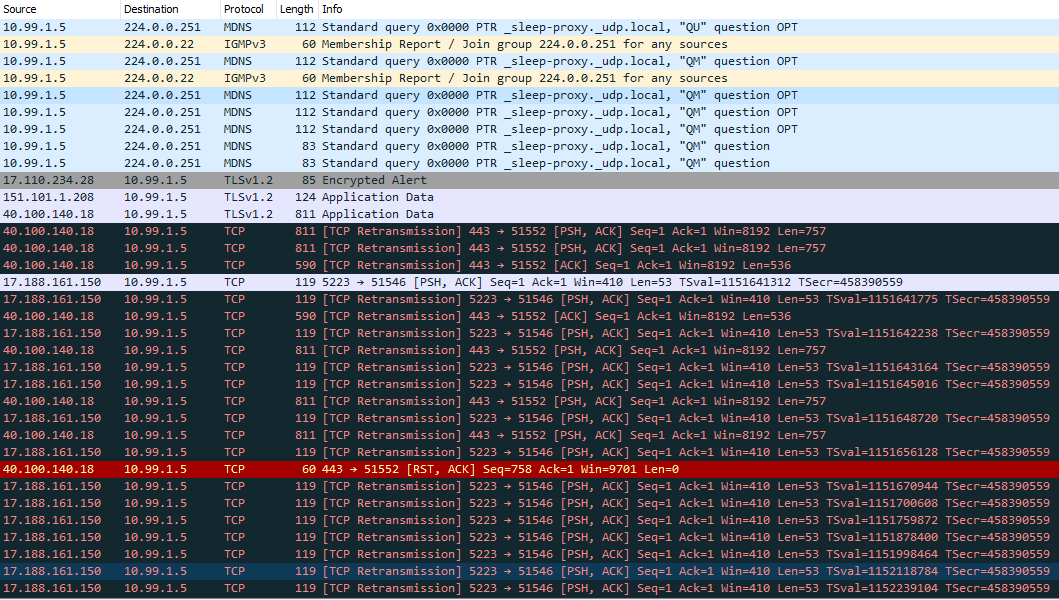 Source Destination Protocol Length Info
10.99.1.5 224.0.0.251 MDNS 112 Standard query 0x0000 PTR _sleep-proxy._udp.local, "QU" question OPT
10.99.1.5 224.0.0.22 IGMPv3 60 Membership Report / Join group 224.0.0.251 for any sources
10.99.1.5 224.0.0.251 MDNS 112 Standard query 0x0000 PTR _sleep-proxy._udp.local, "QM" question OPT
10.99.1.5 224.0.0.22 IGMPv3 60 Membership Report / Join group 224.0.0.251 for any sources
10.99.1.5 224.0.0.251 MDNS 112 Standard query 0x0000 PTR _sleep-proxy._udp.local, "QM" question OPT
10.99.1.5 224.0.0.251 MDNS 112 Standard query 0x0000 PTR _sleep-proxy._udp.local, "QM" question OPT
10.99.1.5 224.0.0.251 MDNS 112 Standard query 0x0000 PTR _sleep-proxy._udp.local, "QM" question OPT
10.99.1.5 224.0.0.251 MDNS 83 Standard query 0x0000 PTR _sleep-proxy._udp.local, "QM" question
10.99.1.5 224.0.0.251 MDNS 83 Standard query 0x0000 PTR _sleep-proxy._udp.local, "QM" question
17.110.234.28 10.99.1.5 TLSv1.2 85 Encrypted Alert
151.101.1.208 10.99.1.5 TLSv1.2 124 Application Data
40.100.140.18 10.99.1.5 TLSv1.2 811 Application Data
40.100.140.18 10.99.1.5 TCP 811 [TCP Retransmission] 443 → 51552 [PSH, ACK] Seq=1 Ack=1 Win=8192 Len=757
40.100.140.18 10.99.1.5 TCP 811 [TCP Retransmission] 443 → 51552 [PSH, ACK] Seq=1 Ack=1 Win=8192 Len=757
40.100.140.18 10.99.1.5 TCP 590 [TCP Retransmission] 443 → 51552 [ACK] Seq=1 Ack=1 Win=8192 Len=536
17.188.161.150 10.99.1.5 TCP 119 5223 → 51546 [PSH, ACK] Seq=1 Ack=1 Win=410 Len=53 TSval=1151641312 TSecr=458390559
17.188.161.150 10.99.1.5 TCP 119 [TCP Retransmission] 5223 → 51546 [PSH, ACK] Seq=1 Ack=1 Win=410 Len=53 TSval=1151641775 TSecr=458390559
40.100.140.18 10.99.1.5 TCP 590 [TCP Retransmission] 443 → 51552 [ACK] Seq=1 Ack=1 Win=8192 Len=536
17.188.161.150 10.99.1.5 TCP 119 [TCP Retransmission] 5223 → 51546 [PSH, ACK] Seq=1 Ack=1 Win=410 Len=53 TSval=1151642238 TSecr=458390559
40.100.140.18 10.99.1.5 TCP 811 [TCP Retransmission] 443 → 51552 [PSH, ACK] Seq=1 Ack=1 Win=8192 Len=757
17.188.161.150 10.99.1.5 TCP 119 [TCP Retransmission] 5223 → 51546 [PSH, ACK] Seq=1 Ack=1 Win=410 Len=53 TSval=1151643164 TSecr=458390559
17.188.161.150 10.99.1.5 TCP 119 [TCP Retransmission] 5223 → 51546 [PSH, ACK] Seq=1 Ack=1 Win=410 Len=53 TSval=1151645016 TSecr=458390559
40.100.140.18 10.99.1.5 TCP 811 [TCP Retransmission] 443 → 51552 [PSH, ACK] Seq=1 Ack=1 Win=8192 Len=757
17.188.161.150 10.99.1.5 TCP 119 [TCP Retransmission] 5223 → 51546 [PSH, ACK] Seq=1 Ack=1 Win=410 Len=53 TSval=1151648720 TSecr=458390559
40.100.140.18 10.99.1.5 TCP 811 [TCP Retransmission] 443 → 51552 [PSH, ACK] Seq=1 Ack=1 Win=8192 Len=757
17.188.161.150 10.99.1.5 TCP 119 [TCP Retransmission] 5223 → 51546 [PSH, ACK] Seq=1 Ack=1 Win=410 Len=53 TSval=1151656128 TSecr=458390559
40.100.140.18 10.99.1.5 TCP 60 443 → 51552 [RST, ACK] Seq=758 Ack=1 Win=9701 Len=0
17.188.161.150 10.99.1.5 TCP 119 [TCP Retransmission] 5223 → 51546 [PSH, ACK] Seq=1 Ack=1 Win=410 Len=53 TSval=1151670944 TSecr=458390559
17.188.161.150 10.99.1.5 TCP 119 [TCP Retransmission] 5223 → 51546 [PSH, ACK] Seq=1 Ack=1 Win=410 Len=53 TSval=1151700608 TSecr=458390559
17.188.161.150 10.99.1.5 TCP 119 [TCP Retransmission] 5223 → 51546 [PSH, ACK] Seq=1 Ack=1 Win=410 Len=53 TSval=1151759872 TSecr=458390559
17.188.161.150 10.99.1.5 TCP 119 [TCP Retransmission] 5223 → 51546 [PSH, ACK] Seq=1 Ack=1 Win=410 Len=53 TSval=1151878400 TSecr=458390559
17.188.161.150 10.99.1.5 TCP 119 [TCP Retransmission] 5223 → 51546 [PSH, ACK] Seq=1 Ack=1 Win=410 Len=53 TSval=1151998464 TSecr=458390559
17.188.161.150 10.99.1.5 TCP 119 [TCP Retransmission] 5223 → 51546 [PSH, ACK] Seq=1 Ack=1 Win=410 Len=53 TSval=1152118784 TSecr=458390559
17.188.161.150 10.99.1.5 TCP 119 [TCP Retransmission] 5223 → 51546 [PSH, ACK] Seq=1 Ack=1 Win=410 Len=53 TSval=1152239104 TSecr=458390559